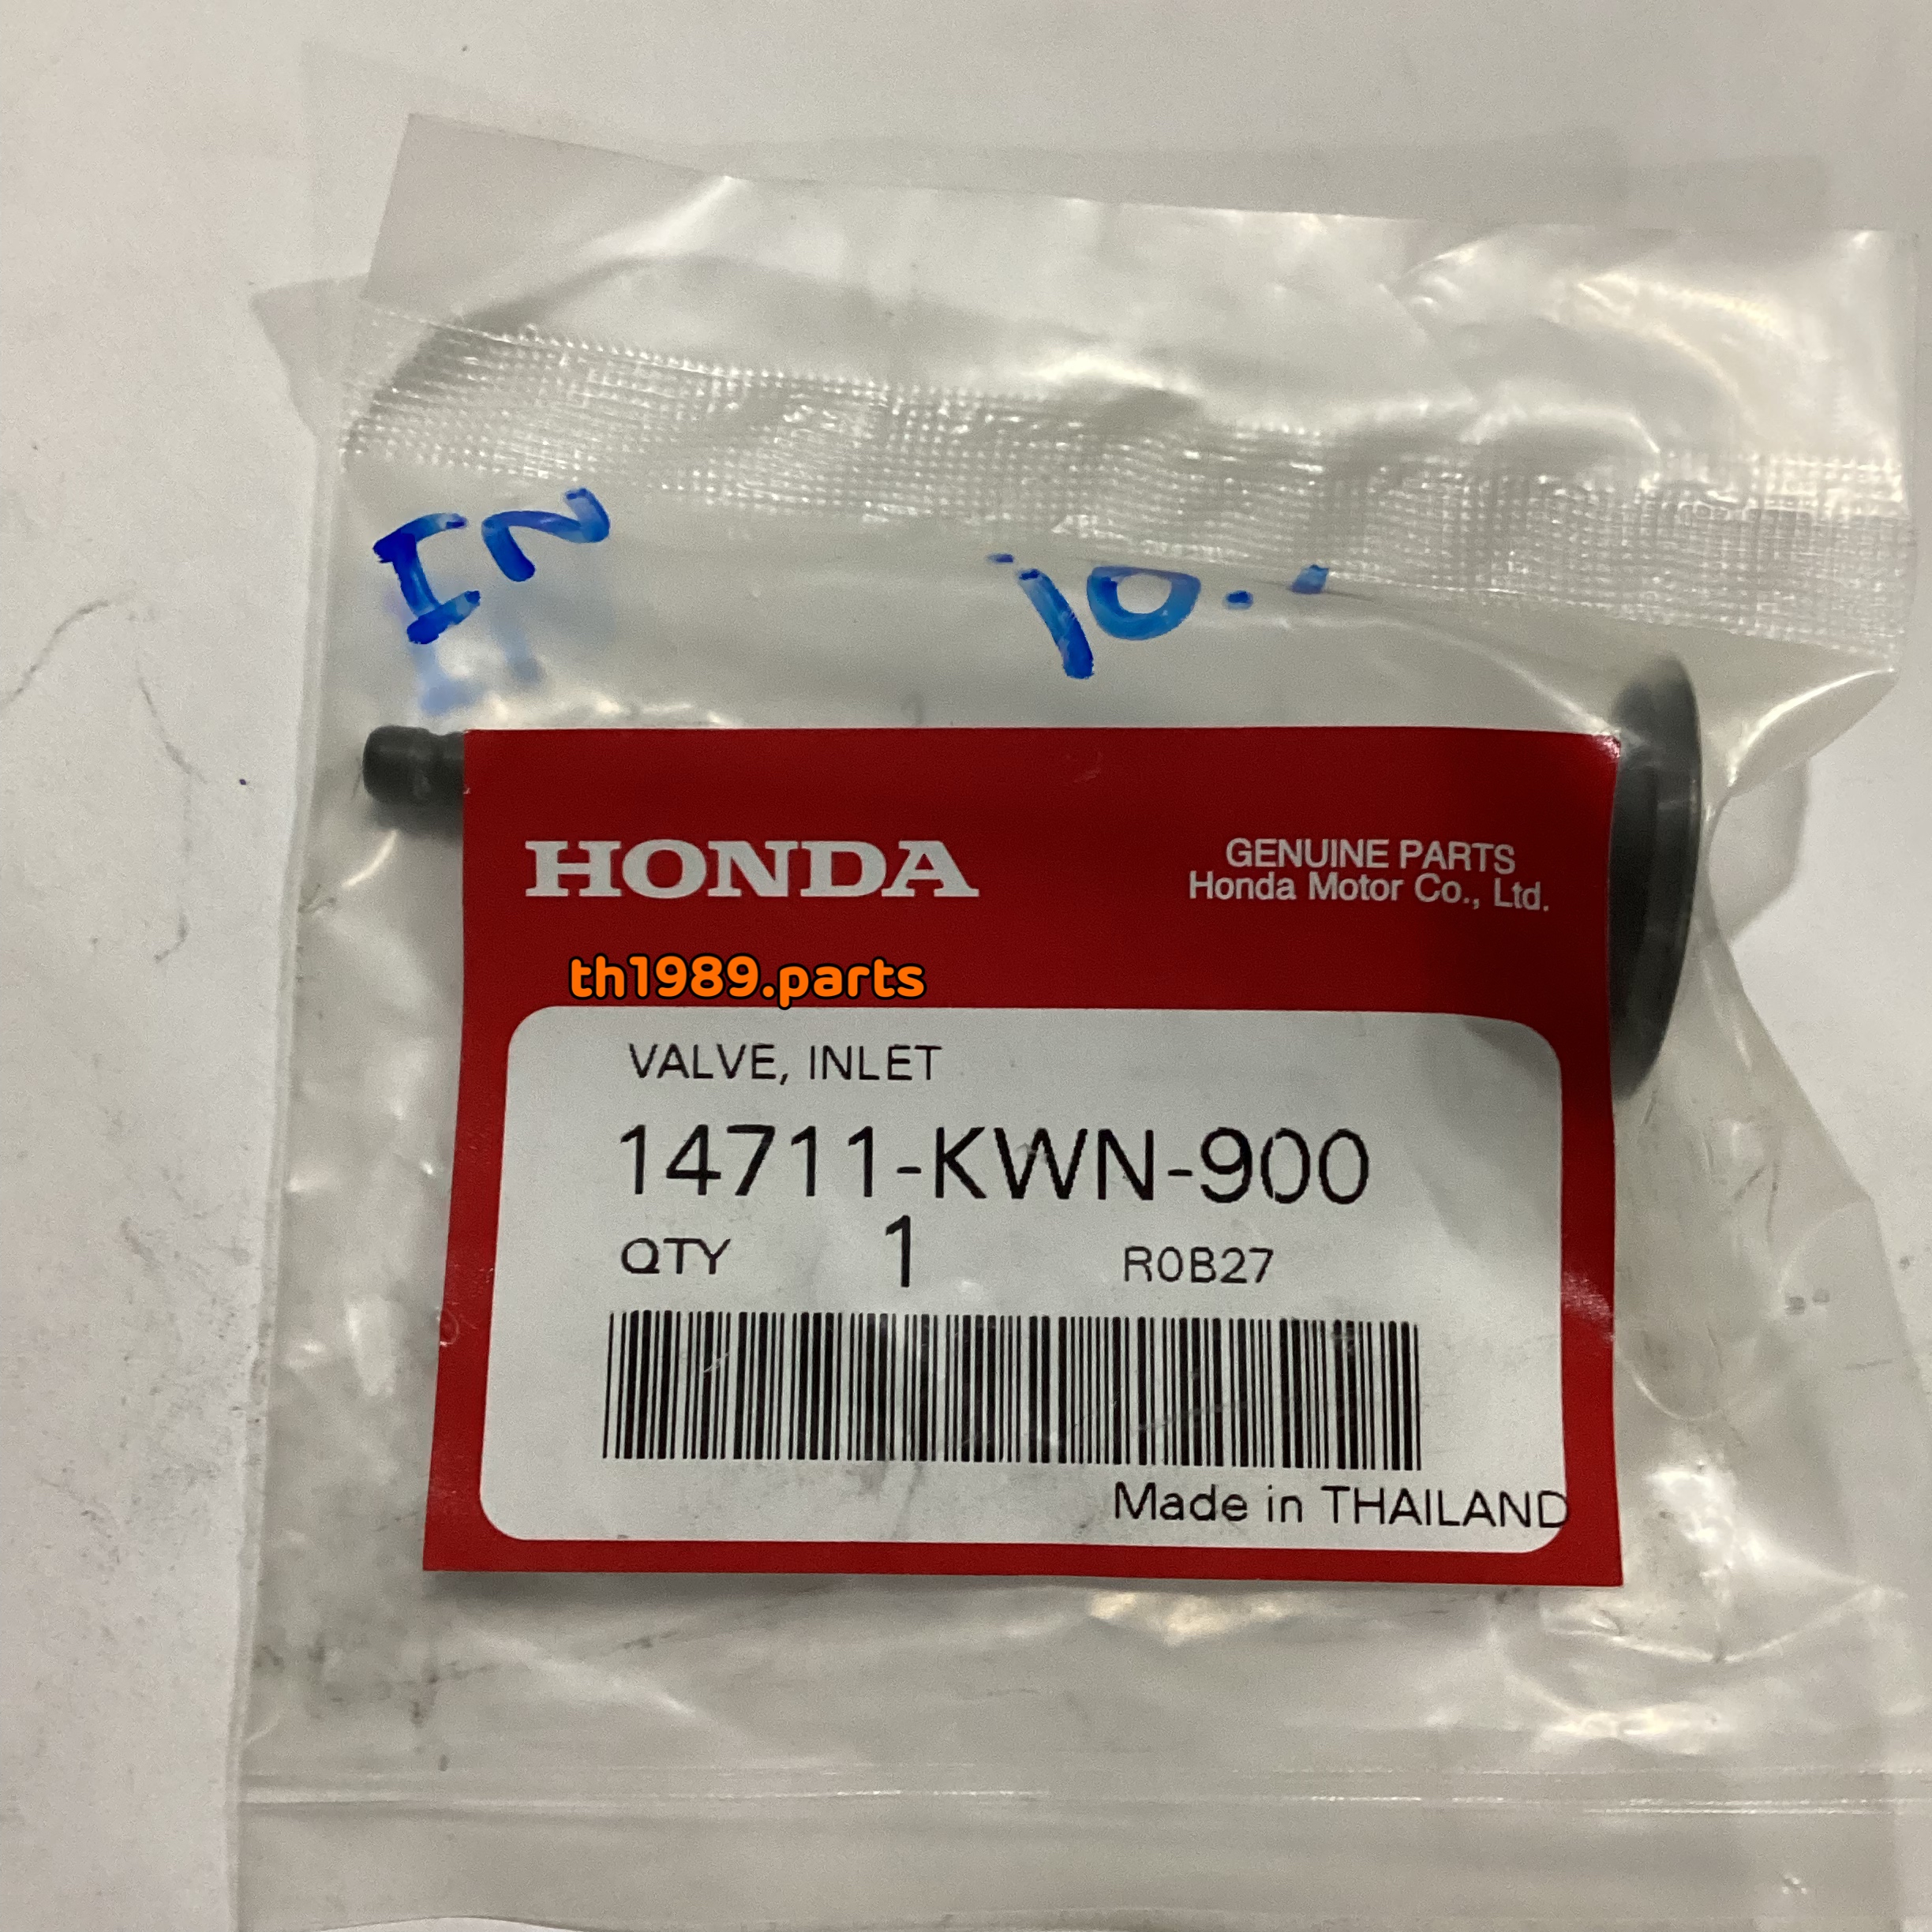 IN
10.
HONDA
GENUINE PARTS
Honda Motor Co., Ltd.
th1989.parts
VALVE, INLET
14711-KWN-900
QTY 1 R0B27
Made in THAILAND